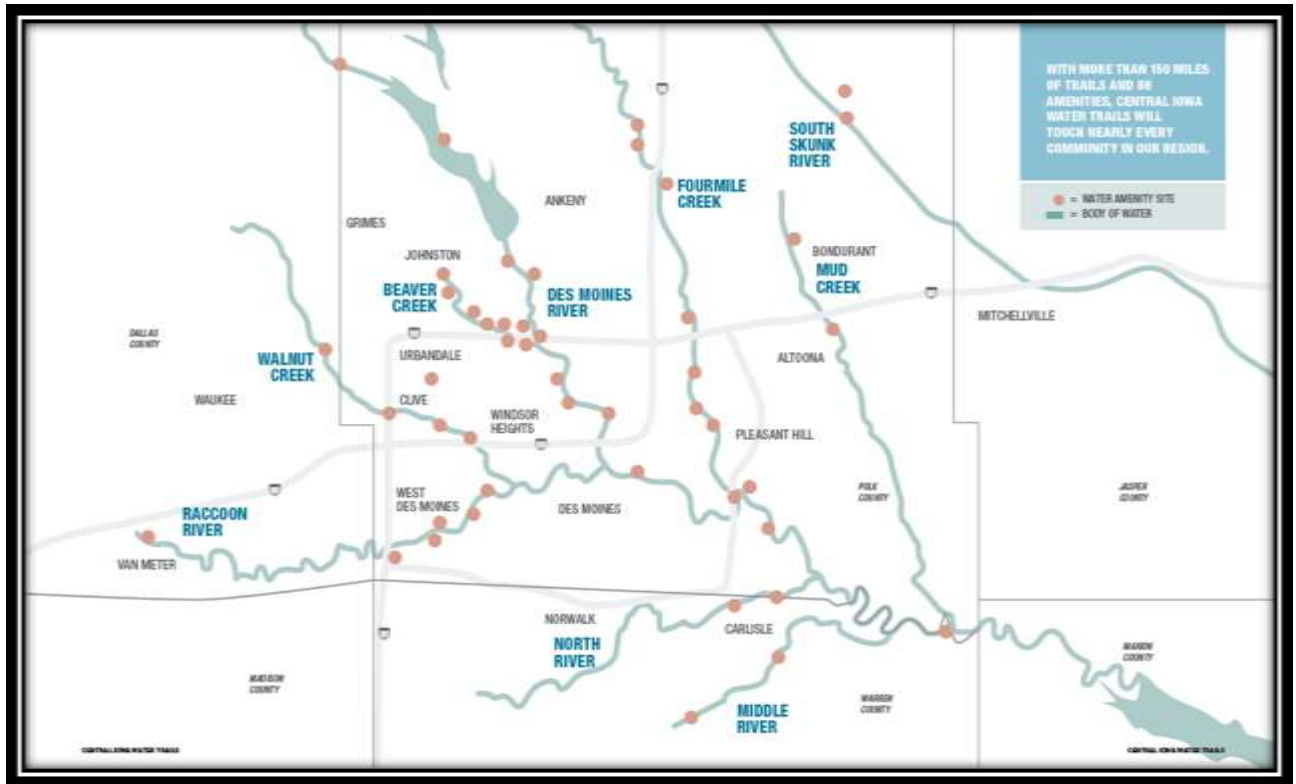 WITH MORE THAN 150 MILES
OF TRAILS AND 86
AMENITIES, CENTRAL IOWA
WATER TRAILS WILL
TOUCH NEARLY EVERY
COMMUNITY IN OUR REGION.
SOUTH
SKUNK
RIVER
FOURMILE
CREEK
= WATER AMENITY SITE
= BODY OF WATER
ANKENY
GRIMES
JOHNSTON
BONDURANT
MUD
CREEK
BEAVER
CREEK
DES MOINES
RIVER
MITCHELLVILLE
DALLAS
COUNTY
WALNUT
CREEK
URBANDALE
ALTOONA
WAUKEE
CLIVE
WINDSOR
HEIGHTS
PLEASANT HILL
WEST
DES MOINES
DES MOINES
POLK
COUNTY
JASPER
COUNTY
RACCOON
RIVER
VAN METER
NORWALK
CARLISLE
NORTH
RIVER
MARION
COUNTY
MADISON
COUNTY
WARREN
COUNTY
MIDDLE
RIVER
CENTRAL IOWA WATER TRAILS
CENTRAL IOWA WATER TRAILS